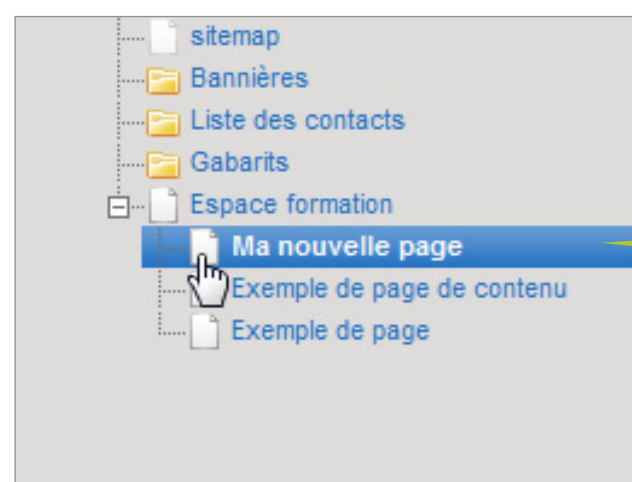 sitemap
Bannières
Liste des contacts
Gabarits
Espace formation
Ma nouvelle page
Exemple de page de contenu
Exemple de page